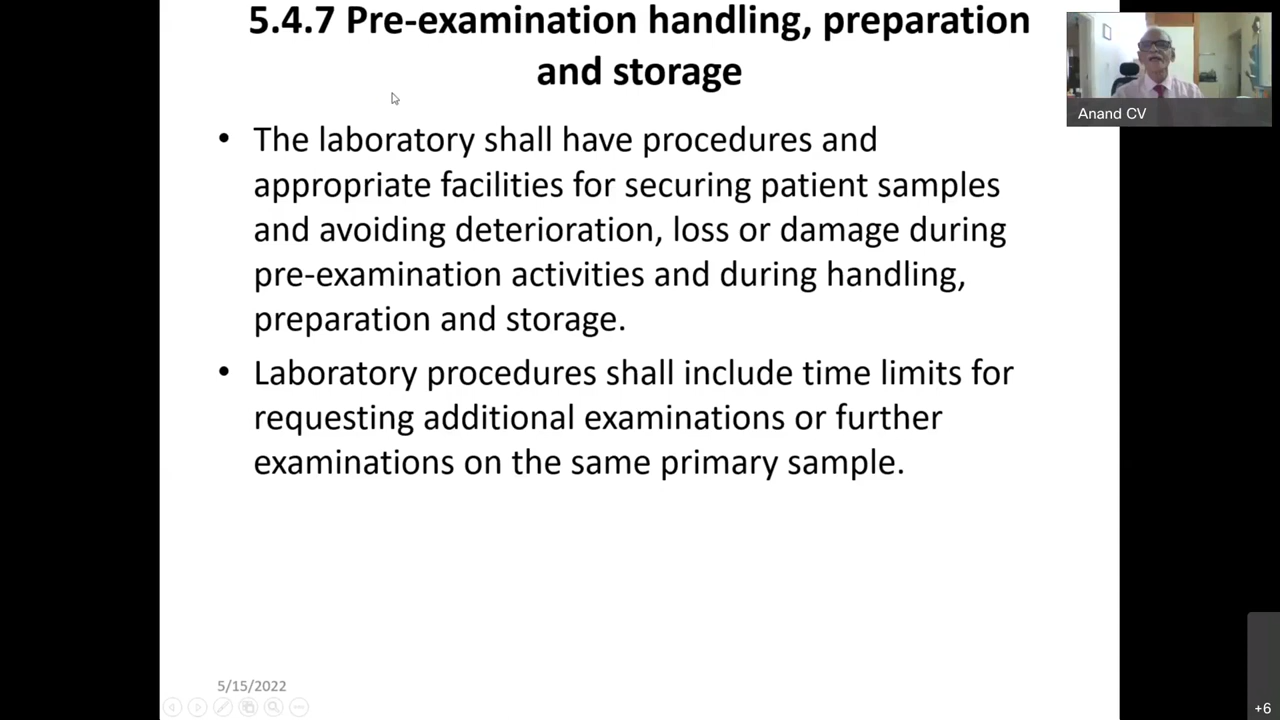 5.4.7 Pre-examination handling, preparation
and storage
Anand CV
• The laboratory shall have procedures and
appropriate facilities for securing patient samples
and avoiding deterioration, loss or damage during
pre-examination activities and during handling,
preparation and storage.
• Laboratory procedures shall include time limits for
requesting additional examinations or further
examinations on the same primary sample.
5/15/2022
+6